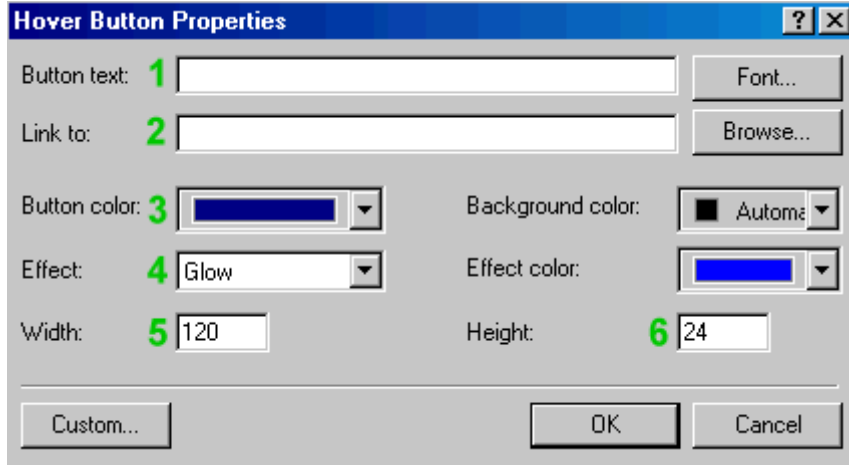 Hover Button Properties ?
Button text: 1 Font...
Link to: 2 Browse...
Button color: 3 Background color: Automa
Effect: 4 Glow Effect color:
Width: 5 120 Height: 6 24
Custom... OK Cancel